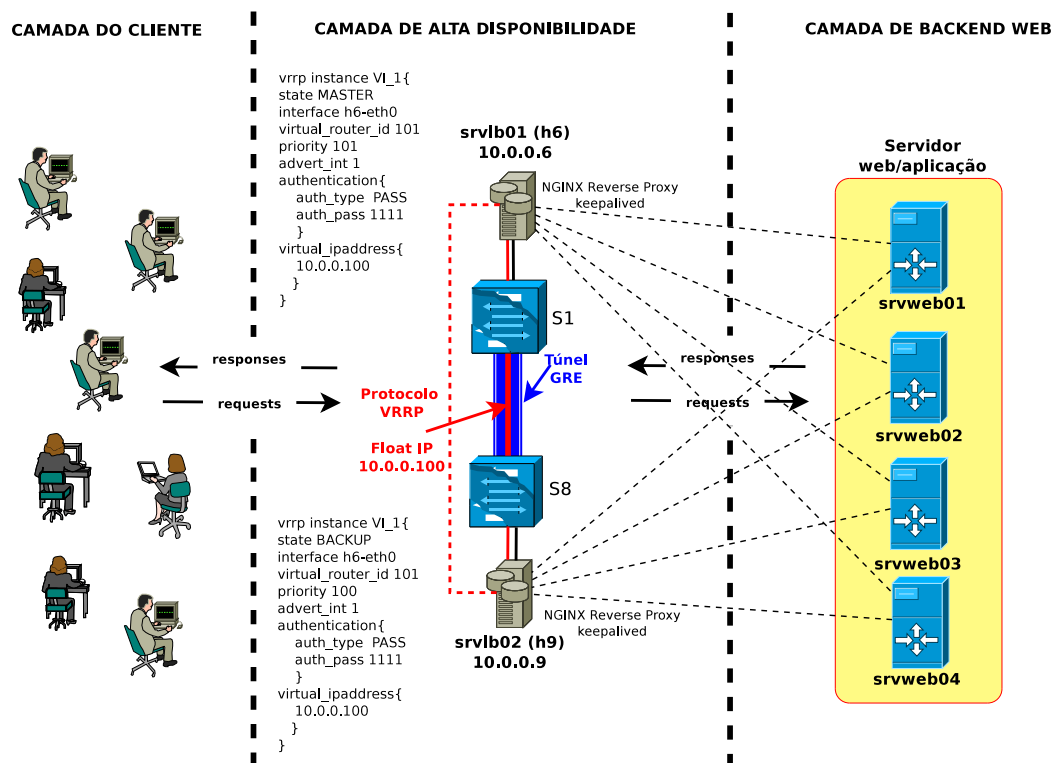 CAMADA DO CLIENTE
CAMADA DE ALTA DISPONIBILIDADE
CAMADA DE BACKEND WEB
vrrp instance VI_1{
state MASTER
interface h6-eth0
virtual_router_id 101
priority 101
advert_int 1
authentication{
auth_type  PASS
auth_pass 1111
}
virtual_ipaddress{
10.0.0.100
}
}
srvlb01 (h6)
10.0.0.6
NGINX Reverse Proxy
keepalived
S1
Túnel
GRE
Protocolo
VRRP
Float IP
10.0.0.100
S8
responses
requests
responses
requests
vrrp instance VI_1{
state BACKUP
interface h6-eth0
virtual_router_id 101
priority 100
advert_int 1
authentication{
auth_type  PASS
auth_pass 1111
}
virtual_ipaddress{
10.0.0.100
}
}
NGINX Reverse Proxy
keepalived
srvlb02 (h9)
10.0.0.9
Servidor
web/aplicação
srvweb01
srvweb02
srvweb03
srvweb04